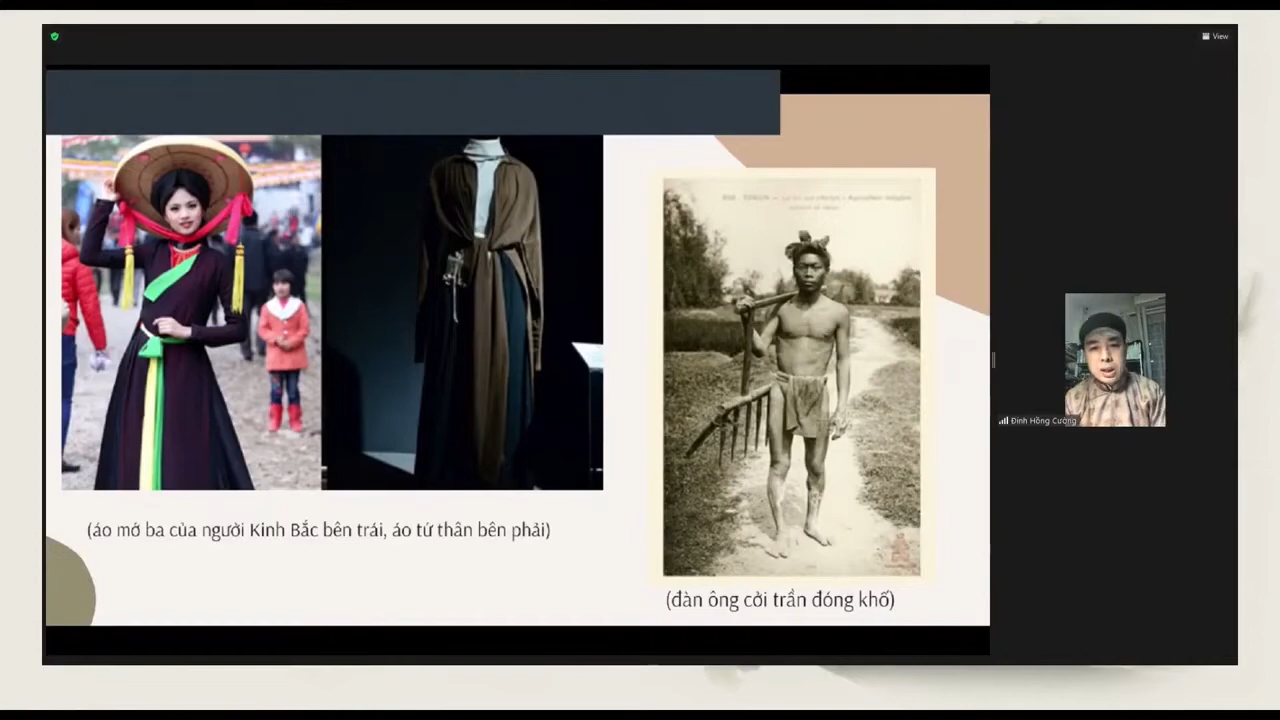 View
(áo mớ ba của người Kinh Bắc bên trái, áo tứ thân bên phải)
(đàn ông cởi trần đóng khố)
Đinh Hồng Cường